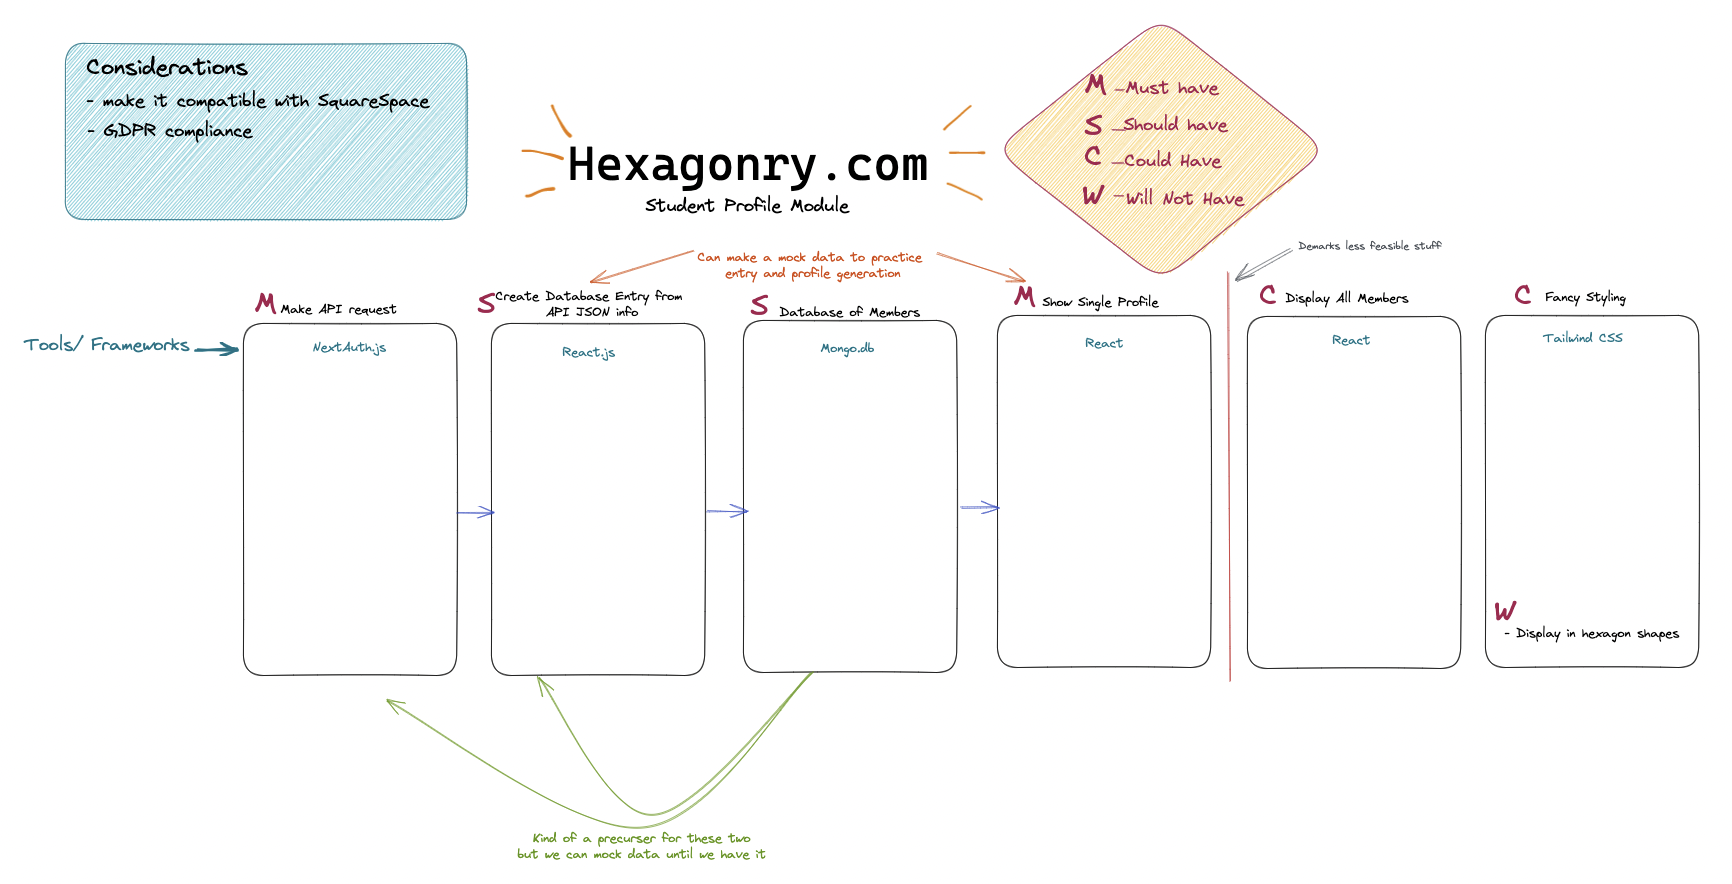 Considerations
- make it compatible with SquareSpace
- GDPR compliance
Hexagonry.com
Student Profile Module
M - Must have
S - Should have
C - Could Have
W - Will Not Have
Demarks less feasible stuff
Can make a mock data to practice
entry and profile generation
M Make API request
S Create Database Entry from
API JSON info
S Database of Members
M Show Single Profile
C Display All Members
C Fancy Styling
Tools/ Frameworks
NextAuth.js
React.js
Mongo.db
React
React
Tailwind CSS
W
- Display in hexagon shapes
Kind of a precurser for these two
but we can mock data until we have it